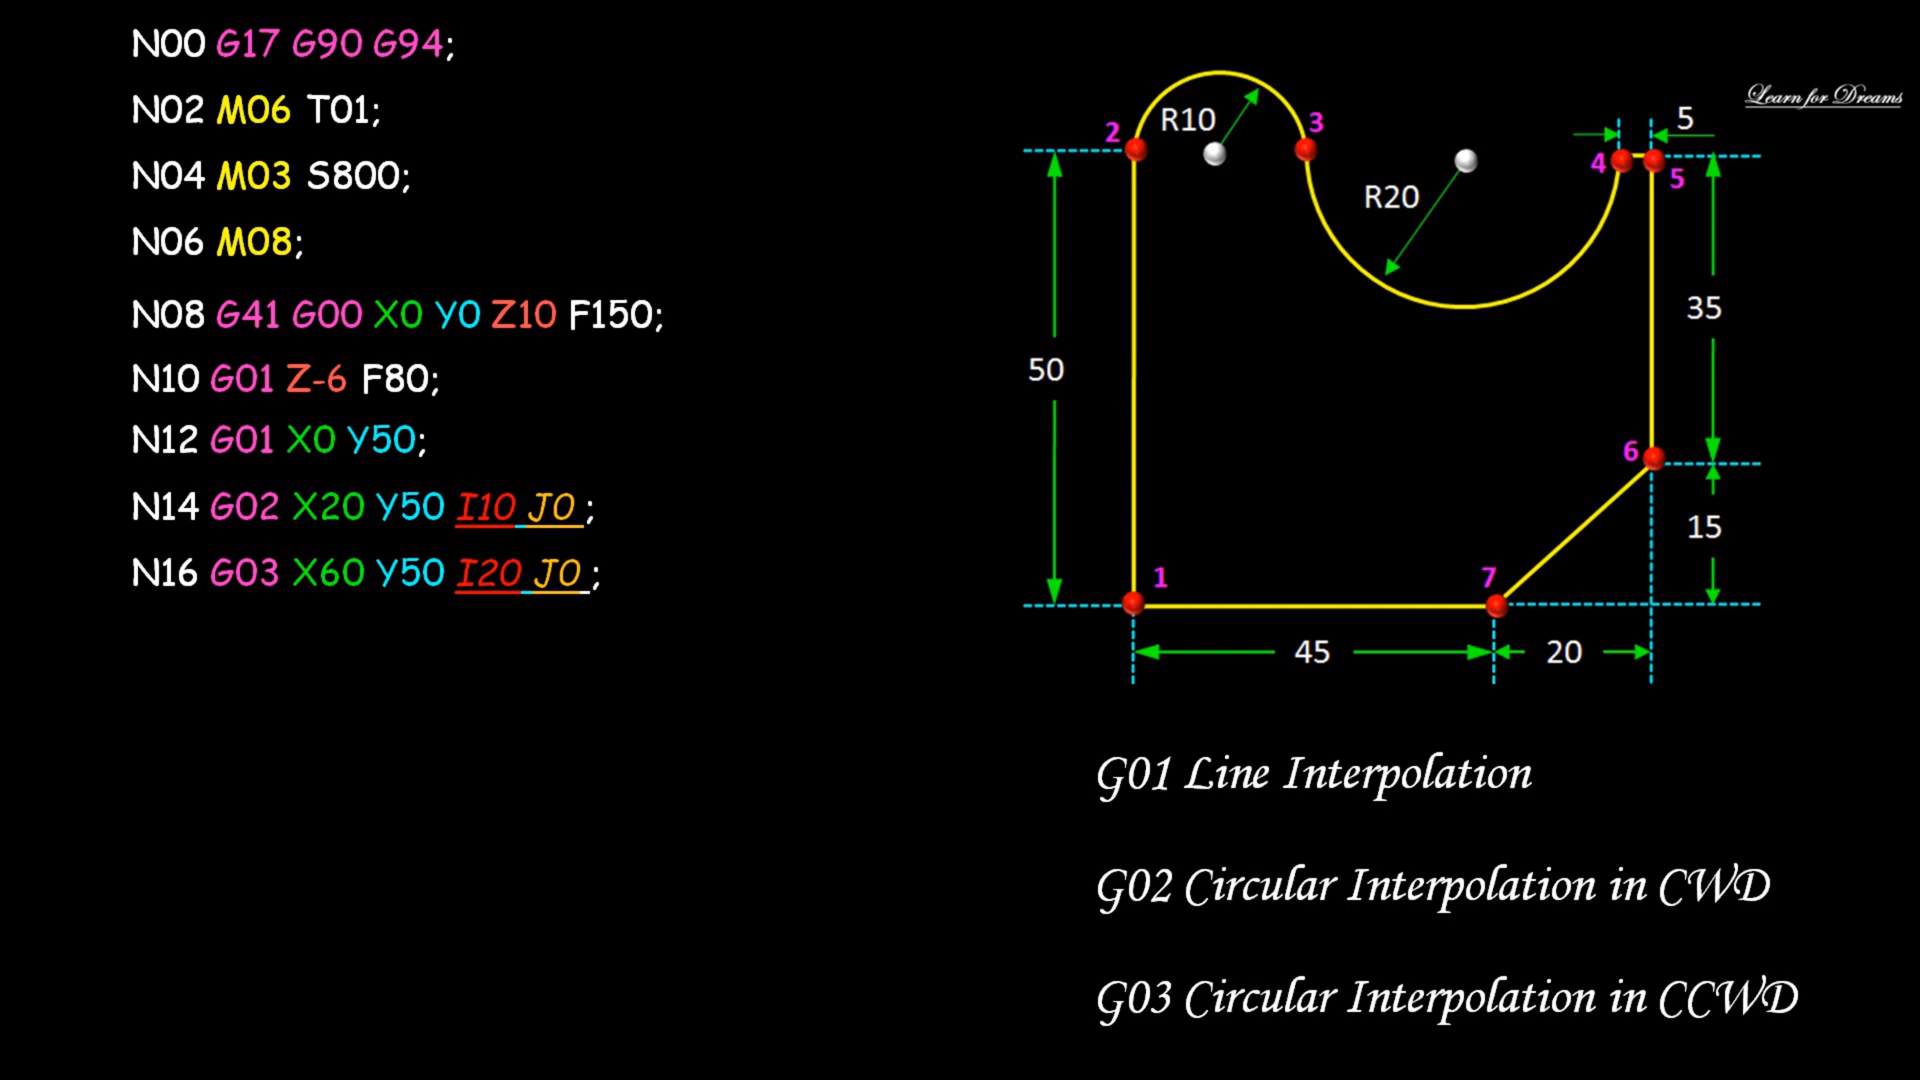 N00 G17 G90 G94;
N02 M06 T01;
N04 M03 S800;
N06 M08;
N08 G41 G00 X0 Y0 Z10 F150;
N10 G01 Z-6 F80;
N12 G01 X0 Y50;
N14 G02 X20 Y50 I10 J0 ;
N16 G03 X60 Y50 I20 J0 ;
Learn for Dreams
5
R10
2
3
4
5
R20
35
50
6
15
1
7
45
20
G01 Line Interpolation
G02 Circular Interpolation in CWD
G03 Circular Interpolation in CCWD